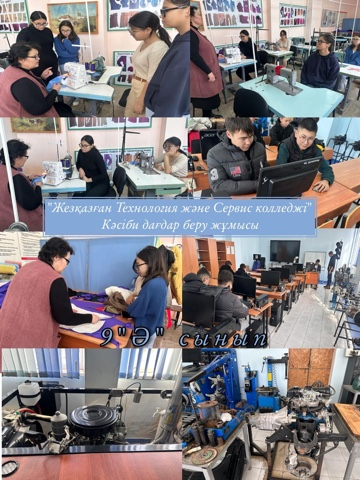 "Жезқазған Технология және Сервис колледжі"
Кәсіби дағдар беру жұмысы
9 "Ә" сынып